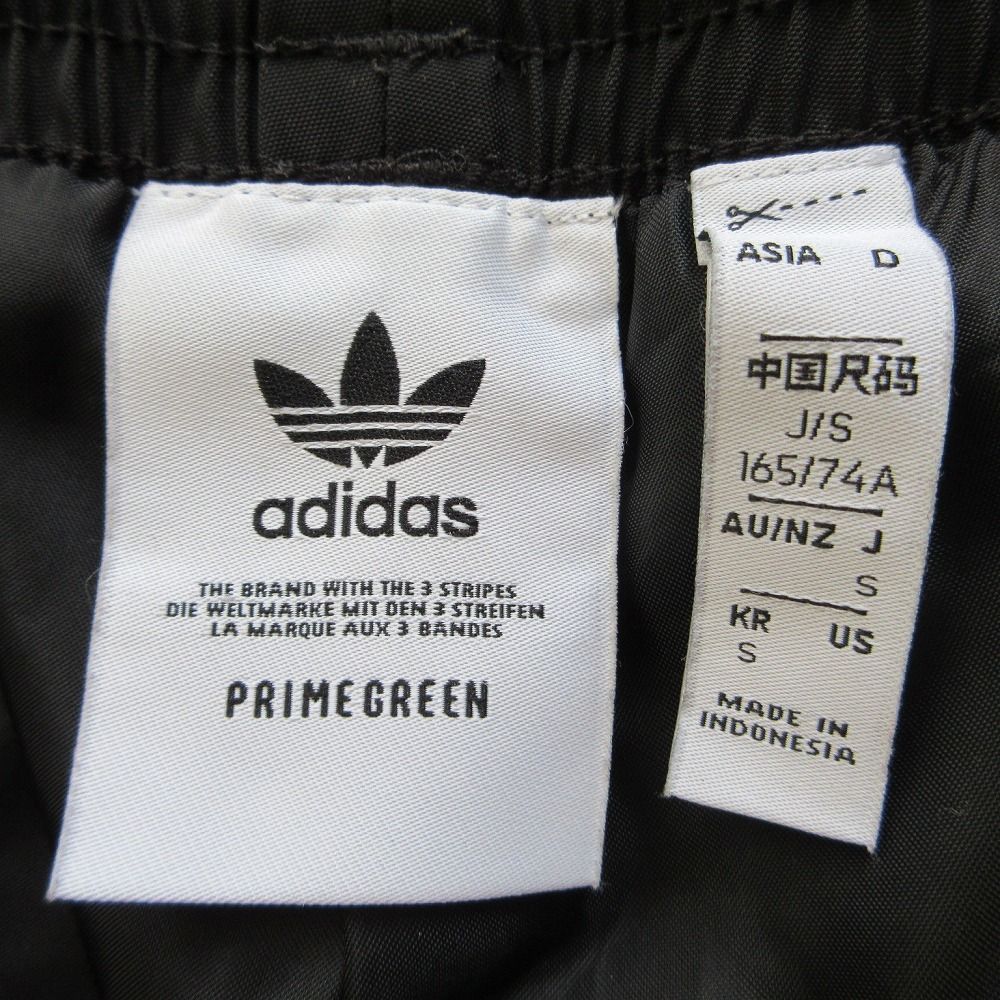 adidas
THE BRAND WITH THE 3 STRIPES
DIE WELTMARKE MIT DEN 3 STREIFEN
LA MARQUE AUX 3 BANDES
PRIMEGREEN
ASIA D
中国尺码
J/S
165/74A
AU/NZ J
S
KR US
S
MADE IN
INDONESIA